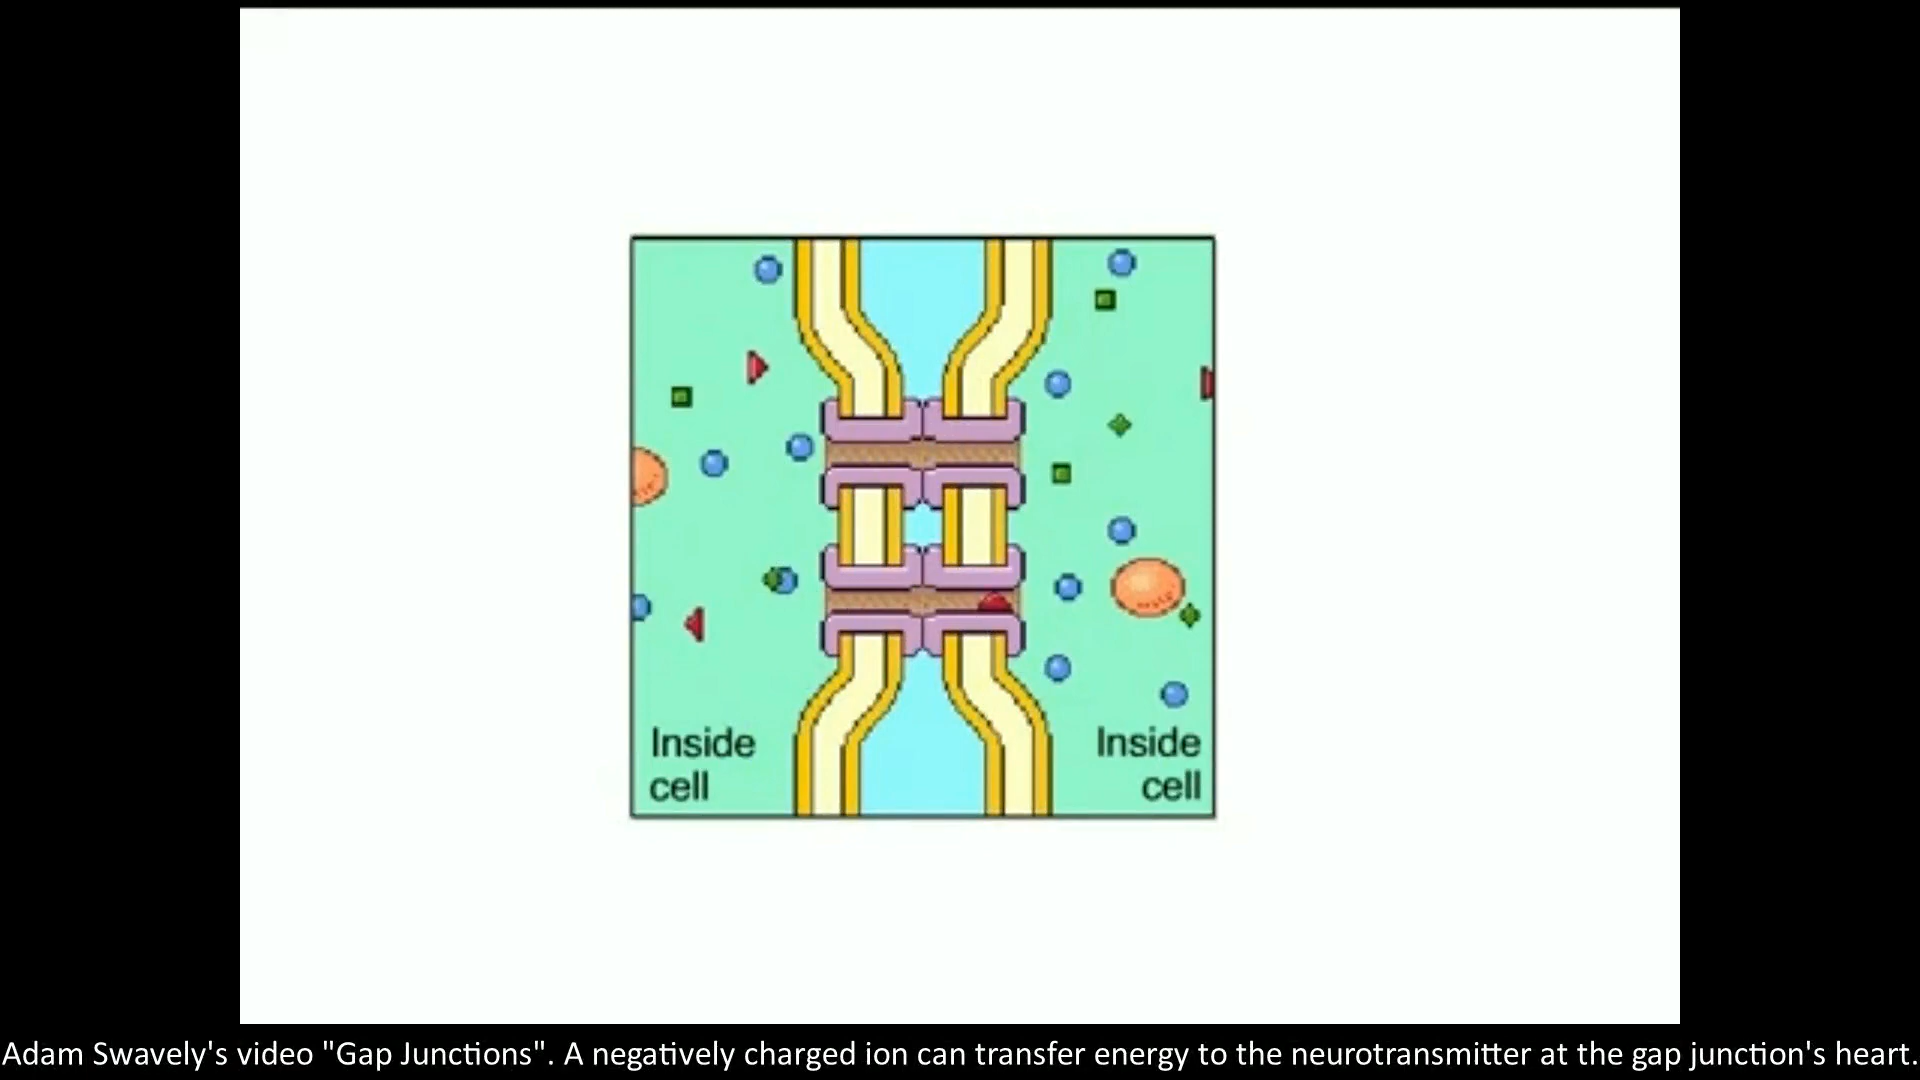 Inside
cell
Inside
cell
Adam Swavely's video "Gap Junctions". A negatively charged ion can transfer energy to the neurotransmitter at the gap junction's heart.